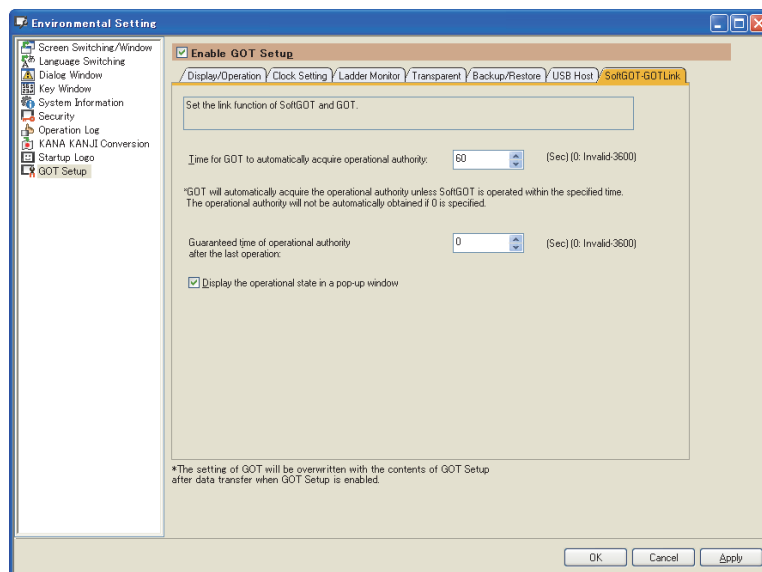 Environmental Setting
Screen Switching/Window
Language Switching
Dialog Window
Key Window
System Information
Security
Operation Log
KANA KANJI Conversion
Startup Logo
GOT Setup
Enable GOT Setup
Display/Operation Clock Setting Ladder Monitor Transparent Backup/Restore USB Host SoftGOT-GOTLink
Set the link function of SoftGOT and GOT.
Time for GOT to automatically acquire operational authority: 60 (Sec) (0: Invalid-3600)
*GOT will automatically acquire the operational authority unless SoftGOT is operated within the specified time.
The operational authority will not be automatically obtained if 0 is specified.
Guaranteed time of operational authority
after the last operation: 0 (Sec) (0: Invalid-3600)
Display the operational state in a pop-up window
*The setting of GOT will be overwritten with the contents of GOT Setup
after data transfer when GOT Setup is enabled.
OK Cancel Apply